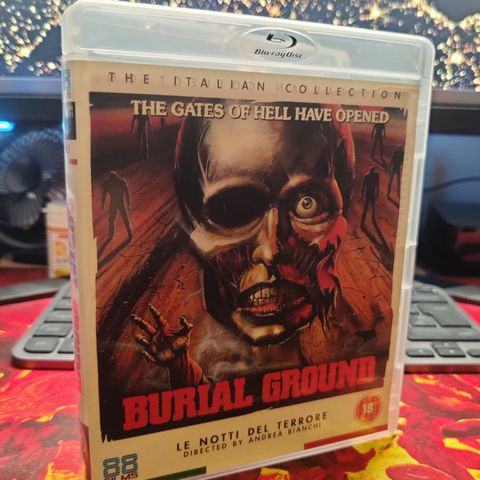 Blu-ray Disc
THE ITALIAN COLLECTION
THE GATES OF HELL HAVE OPENED
BURIAL GROUND
18
LE NOTTI DEL TERRORE
DIRECTED BY ANDREA BIANCHI
88
FILMS